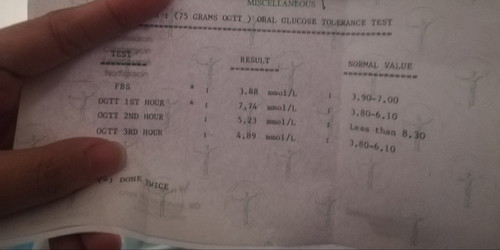 MISCELLANEOUS
(75 GRAMS OGTT ) ORAL GLUCOSE TOLERANCE TEST
TEST RESULT NORMAL VALUE
FBS * : 3.88 mmol/L : 3.90-7.00
OGTT 1ST HOUR * : 7.74 mmol/L : 3.80-6.10
OGTT 2ND HOUR : 5.23 mmol/L : Less than 8.30
OGTT 3RD HOUR : 4.89 mmol/L : 3.80-6.10
(*) DONE TWICE